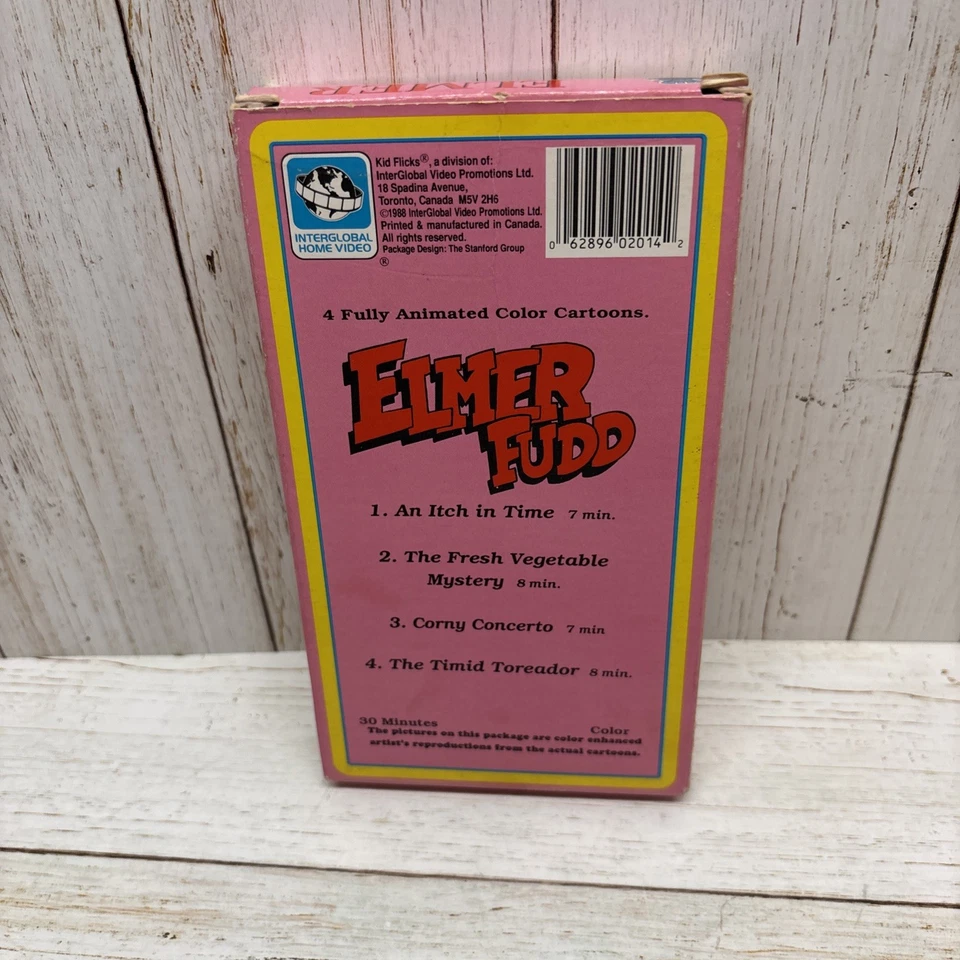 ELMER
INTERGLOBAL
HOME VIDEO
Kid Flicks®, a division of:
InterGlobal Video Promotions Ltd.
18 Spadina Avenue,
Toronto, Canada M5V 2H6
©1988 InterGlobal Video Promotions Ltd.
Printed & manufactured in Canada.
All rights reserved.
Package Design: The Stanford Group
®
0 62896 02014 2
4 Fully Animated Color Cartoons.
ELMER
FUDD
1. An Itch in Time 7 min.
2. The Fresh Vegetable
Mystery 8 min.
3. Corny Concerto 7 min
4. The Timid Toreador 8 min.
30 Minutes Color
The pictures on this package are color enhanced
artist's reproductions from the actual cartoons.